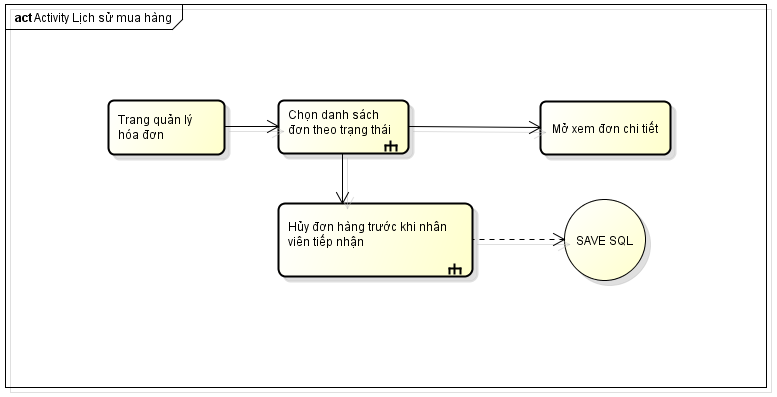 act Activity Lịch sử mua hàng
Trang quản lý
hóa đơn
Chọn danh sách
đơn theo trạng thái
Mở xem đơn chi tiết
Hủy đơn hàng trước khi nhân
viên tiếp nhận
SAVE SQL